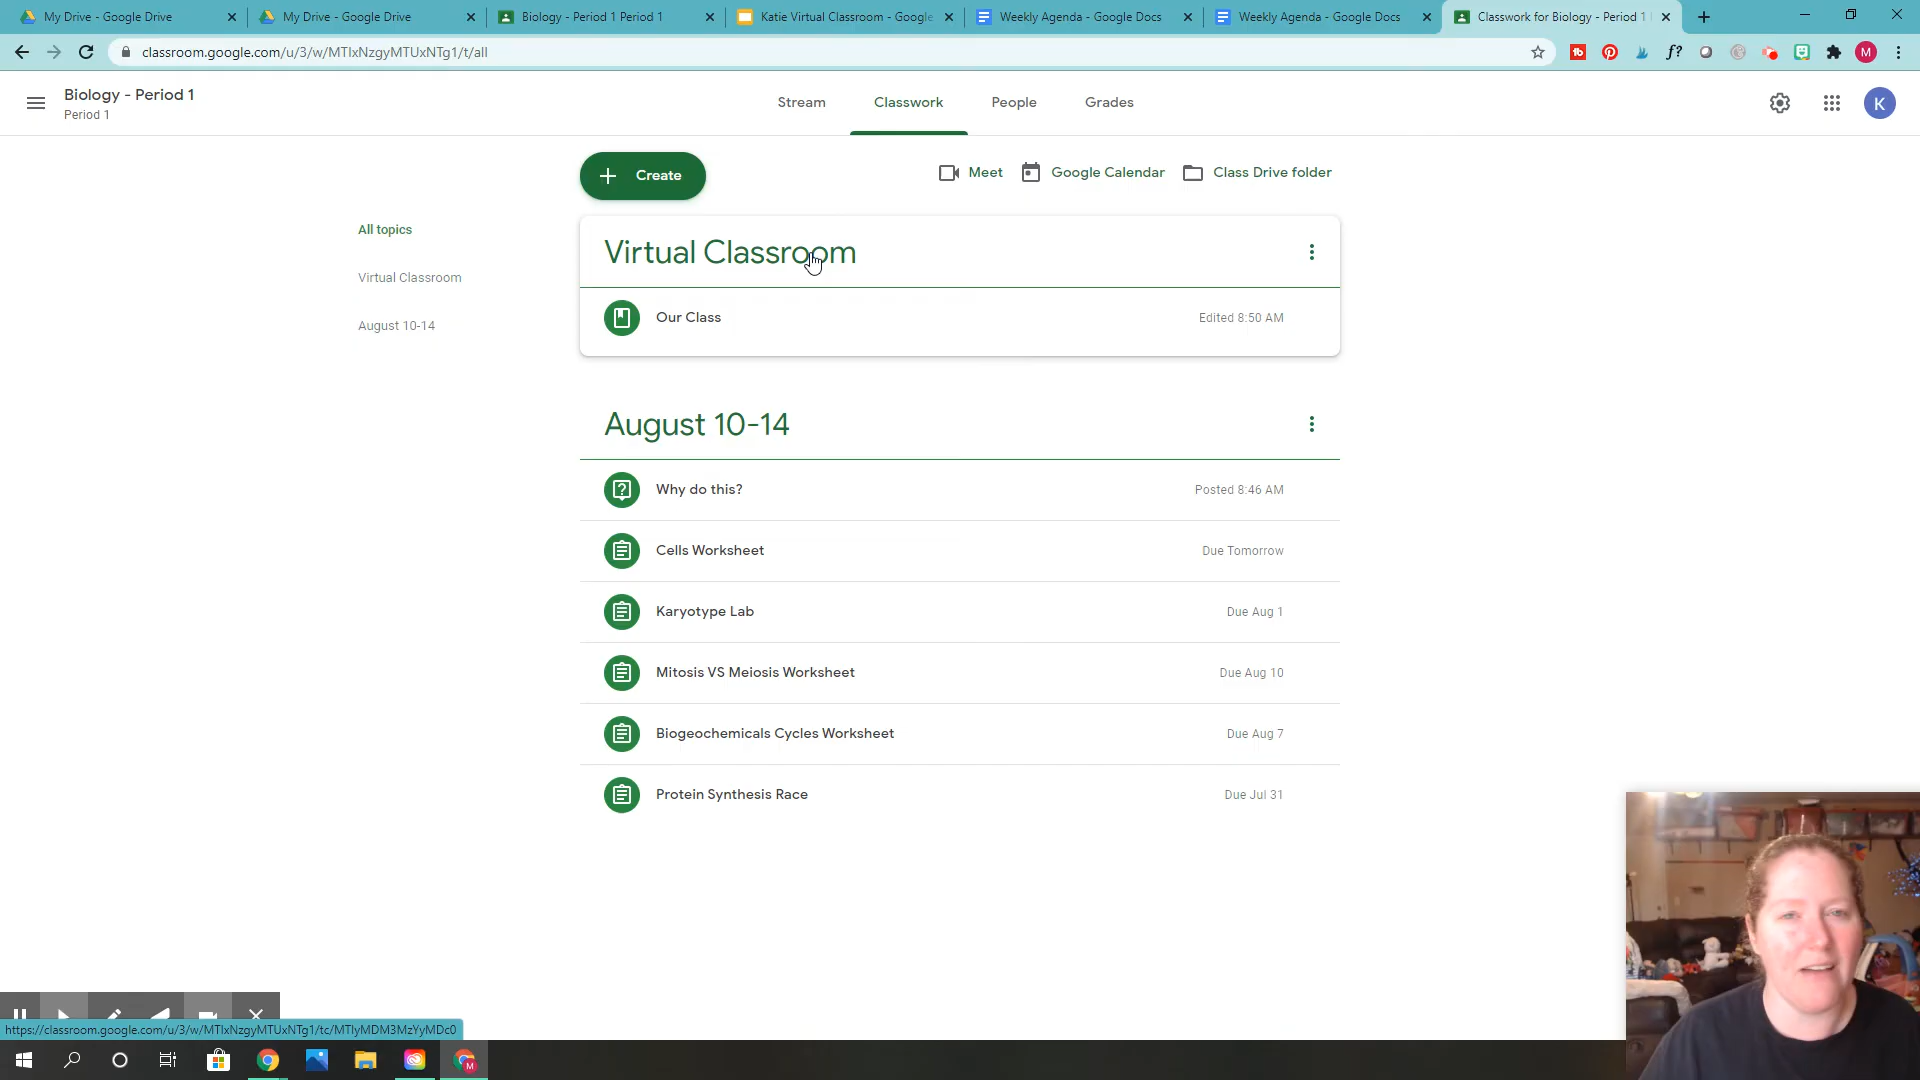 My Drive - Google Drive
My Drive - Google Drive
Biology - Period 1 Period 1
Katie Virtual Classroom - Google
Weekly Agenda - Google Docs
Weekly Agenda - Google Docs
Classwork for Biology - Period 1
classroom.google.com/u/3/w/MTIxNzgyMTUxNTg1/t/all
f?
M
Biology - Period 1
Period 1
Stream
Classwork
People
Grades
K
Create
Meet
Google Calendar
Class Drive folder
All topics
Virtual Classroom
August 10-14
Virtual Classroom
Our Class
Edited 8:50 AM
August 10-14
Why do this?
Posted 8:46 AM
Cells Worksheet
Due Tomorrow
Karyotype Lab
Due Aug 1
Mitosis VS Meiosis Worksheet
Due Aug 10
Biogeochemicals Cycles Worksheet
Due Aug 7
Protein Synthesis Race
Due Jul 31
https://classroom.google.com/u/3/w/MTIxNzgyMTUxNTg1/tc/MTIyMDM3MzYyMDc0
M